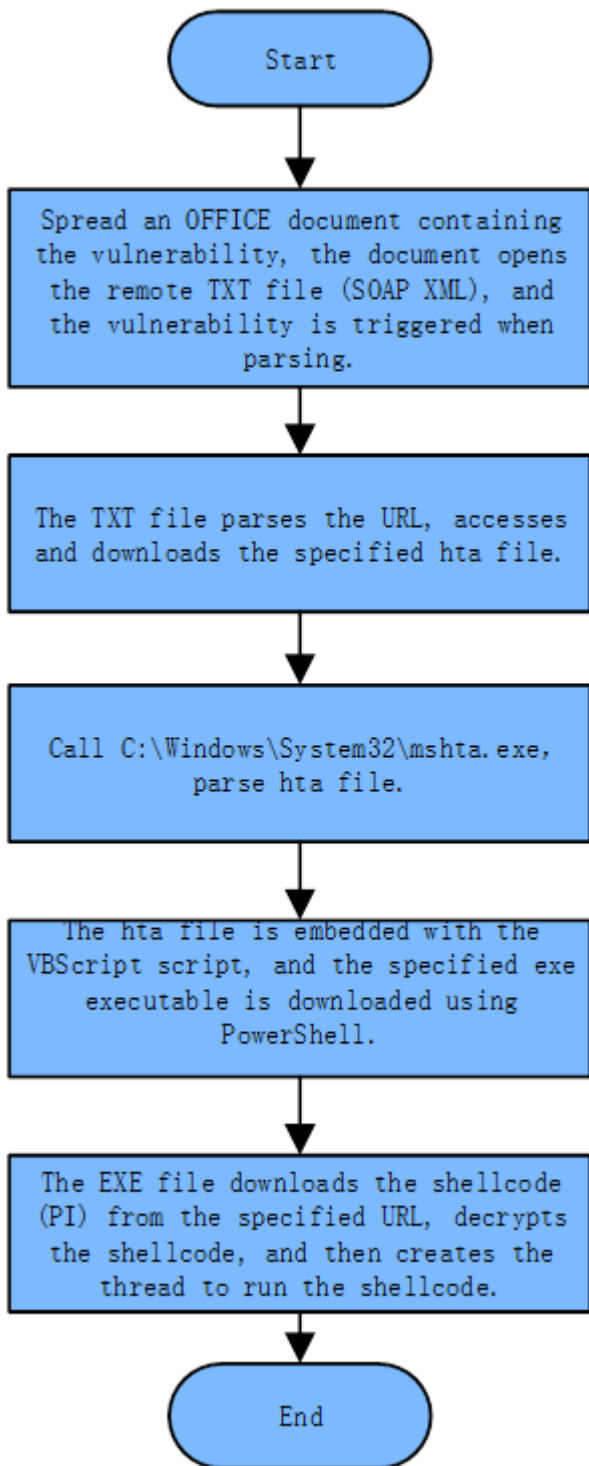 Start
Spread an OFFICE document containing
the vulnerability, the document opens
the remote TXT file (SOAP XML), and
the vulnerability is triggered when
parsing.
The TXT file parses the URL, accesses
and downloads the specified hta file.
Call C:\Windows\System32\mshta.exe,
parse hta file.
The hta file is embedded with the
VBScript script, and the specified exe
executable is downloaded using
PowerShell.
The EXE file downloads the shellcode
(PI) from the specified URL, decrypts
the shellcode, and then creates the
thread to run the shellcode.
End